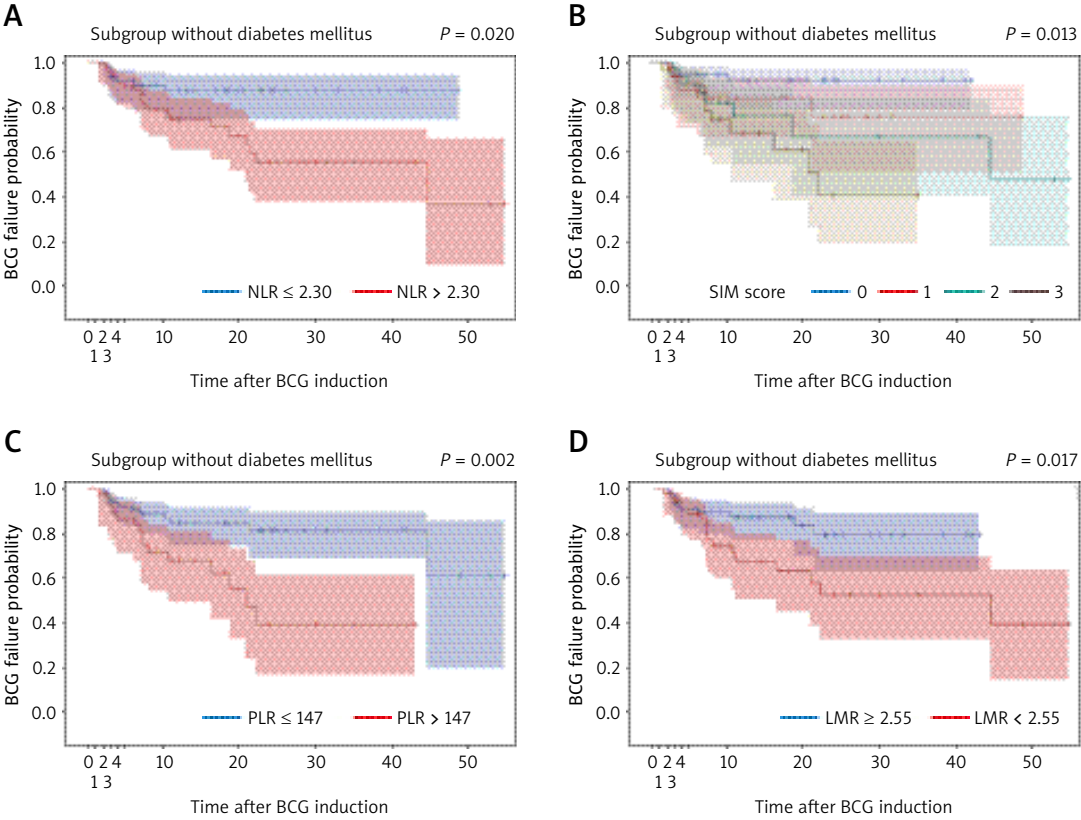 A
Subgroup without diabetes mellitus P = 0.020
BCG failure probability
1.0
0.8
0.6
0.4
0.2
0.0
NLR ≤ 2.30 NLR > 2.30
0 2 4 10 20 30 40 50
1 3
Time after BCG induction
B
Subgroup without diabetes mellitus P = 0.013
BCG failure probability
1.0
0.8
0.6
0.4
0.2
0.0
SIM score 0 1 2 3
0 2 4 10 20 30 40 50
1 3
Time after BCG induction
C
Subgroup without diabetes mellitus P = 0.002
BCG failure probability
1.0
0.8
0.6
0.4
0.2
0.0
PLR ≤ 147 PLR > 147
0 2 4 10 20 30 40 50
1 3
Time after BCG induction
D
Subgroup without diabetes mellitus P = 0.017
BCG failure probability
1.0
0.8
0.6
0.4
0.2
0.0
LMR ≥ 2.55 LMR < 2.55
0 2 4 10 20 30 40 50
1 3
Time after BCG induction